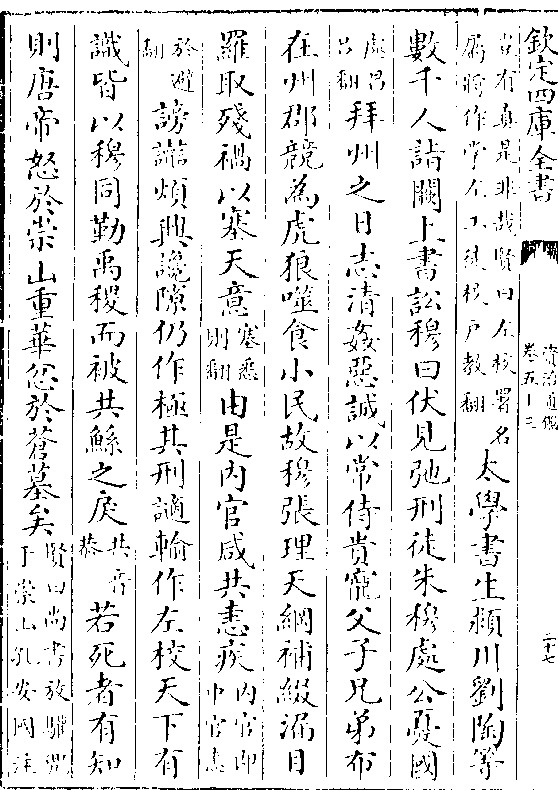 欽定四庫全書
資治通鑑
卷五十三
二十七
豈有真是非哉賢曰左校署名
屬將作掌左工徒校戶教翻
太學書生潁川劉陶等
數千人詣闕上書訟穆曰伏見弛刑徒朱穆處公憂國
處昌
呂翻
拜州之日志清姦惡誠以常侍貴寵父子兄弟布
在州郡競為虎狼噬食小民故穆張理天網補綴漏目
羅取殘禍以塞天意
塞悉
則翻
由是內官咸共恚疾
內官即
中官恚
於避
翻
謗讟煩興讒隙仍作極其刑讁輸作左校天下有
識皆以穆同勤禹稷而被共鯀之戾
共音
恭
若死者有知
則唐帝怒於崇山重華忿於蒼墓矣
賢曰尚書放驩兜
于崇山孔安國注